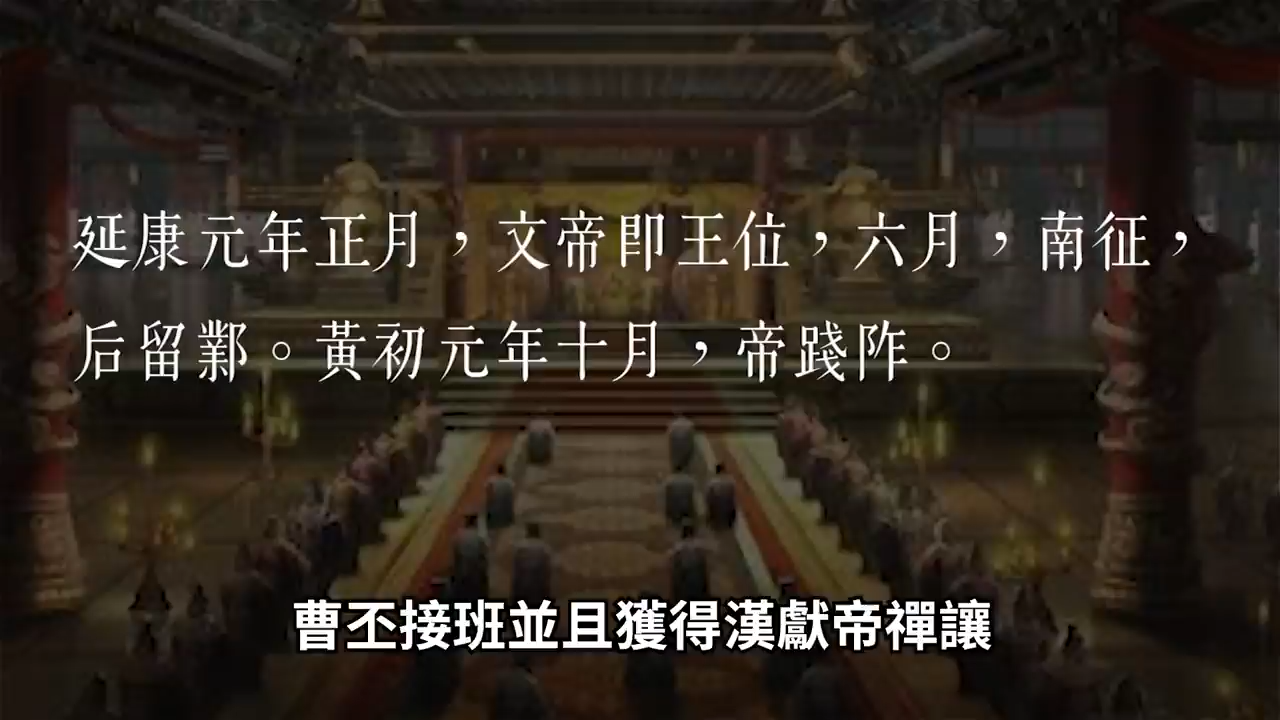 延康元年正月，文帝即王位，六月，南征，
后留鄴。黃初元年十月，帝踐阼。
曹丕接班並且獲得漢獻帝禪讓